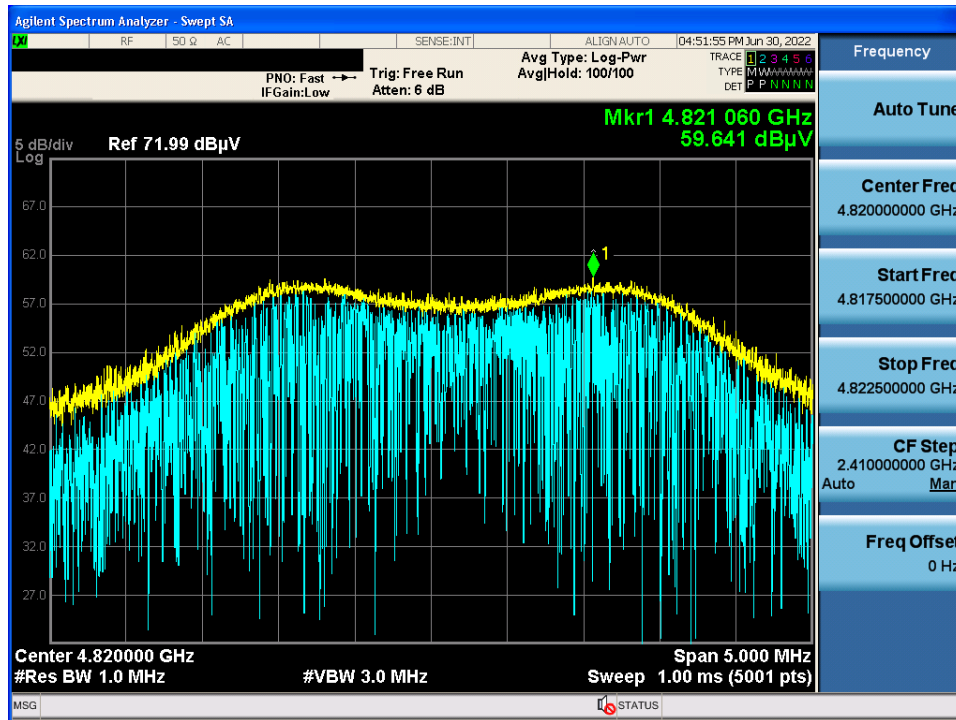 Agilent Spectrum Analyzer - Swept SA
LXI RF 50 Ω AC SENSE:INT ALIGN AUTO 04:51:55 PM Jun 30, 2022
PNO: Fast Trig: Free Run Avg Type: Log-Pwr TRACE 1 2 3 4 5 6
IFGain:Low Atten: 6 dB Avg|Hold: 100/100 TYPE M W
DET P P N N N N
Mkr1 4.821 060 GHz
59.641 dBµV
5 dB/div Ref 71.99 dBµV
Log
67.0
62.0
1
57.0
52.0
47.0
42.0
37.0
32.0
27.0
Center 4.820000 GHz Span 5.000 MHz
#Res BW 1.0 MHz #VBW 3.0 MHz Sweep 1.00 ms (5001 pts)
MSG STATUS
Frequency
Auto Tune
Center Freq
4.820000000 GHz
Start Freq
4.817500000 GHz
Stop Freq
4.822500000 GHz
CF Step
2.410000000 GHz
Auto Man
Freq Offset
0 Hz